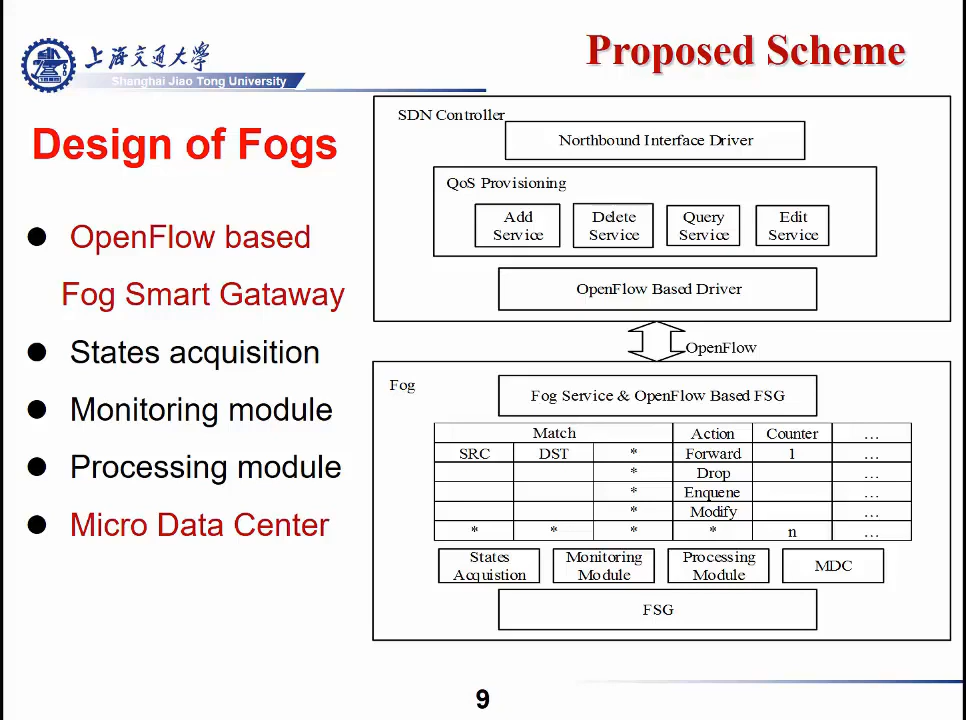 上海交通大学
Shanghai Jiao Tong University
Proposed Scheme
Design of Fogs
● OpenFlow based
Fog Smart Gataway
● States acquisition
● Monitoring module
● Processing module
● Micro Data Center
SDN Controller
Northbound Interface Driver
QoS Provisioning
Add
Service
Delete
Service
Query
Service
Edit
Service
OpenFlow Based Driver
OpenFlow
Fog
Fog Service & OpenFlow Based FSG
Match Action Counter …
SRC DST * Forward 1 …
* Drop …
* Enquene …
* Modify …
* * * * n …
States
Acquistion
Monitoring
Module
Processing
Module
MDC
FSG
9